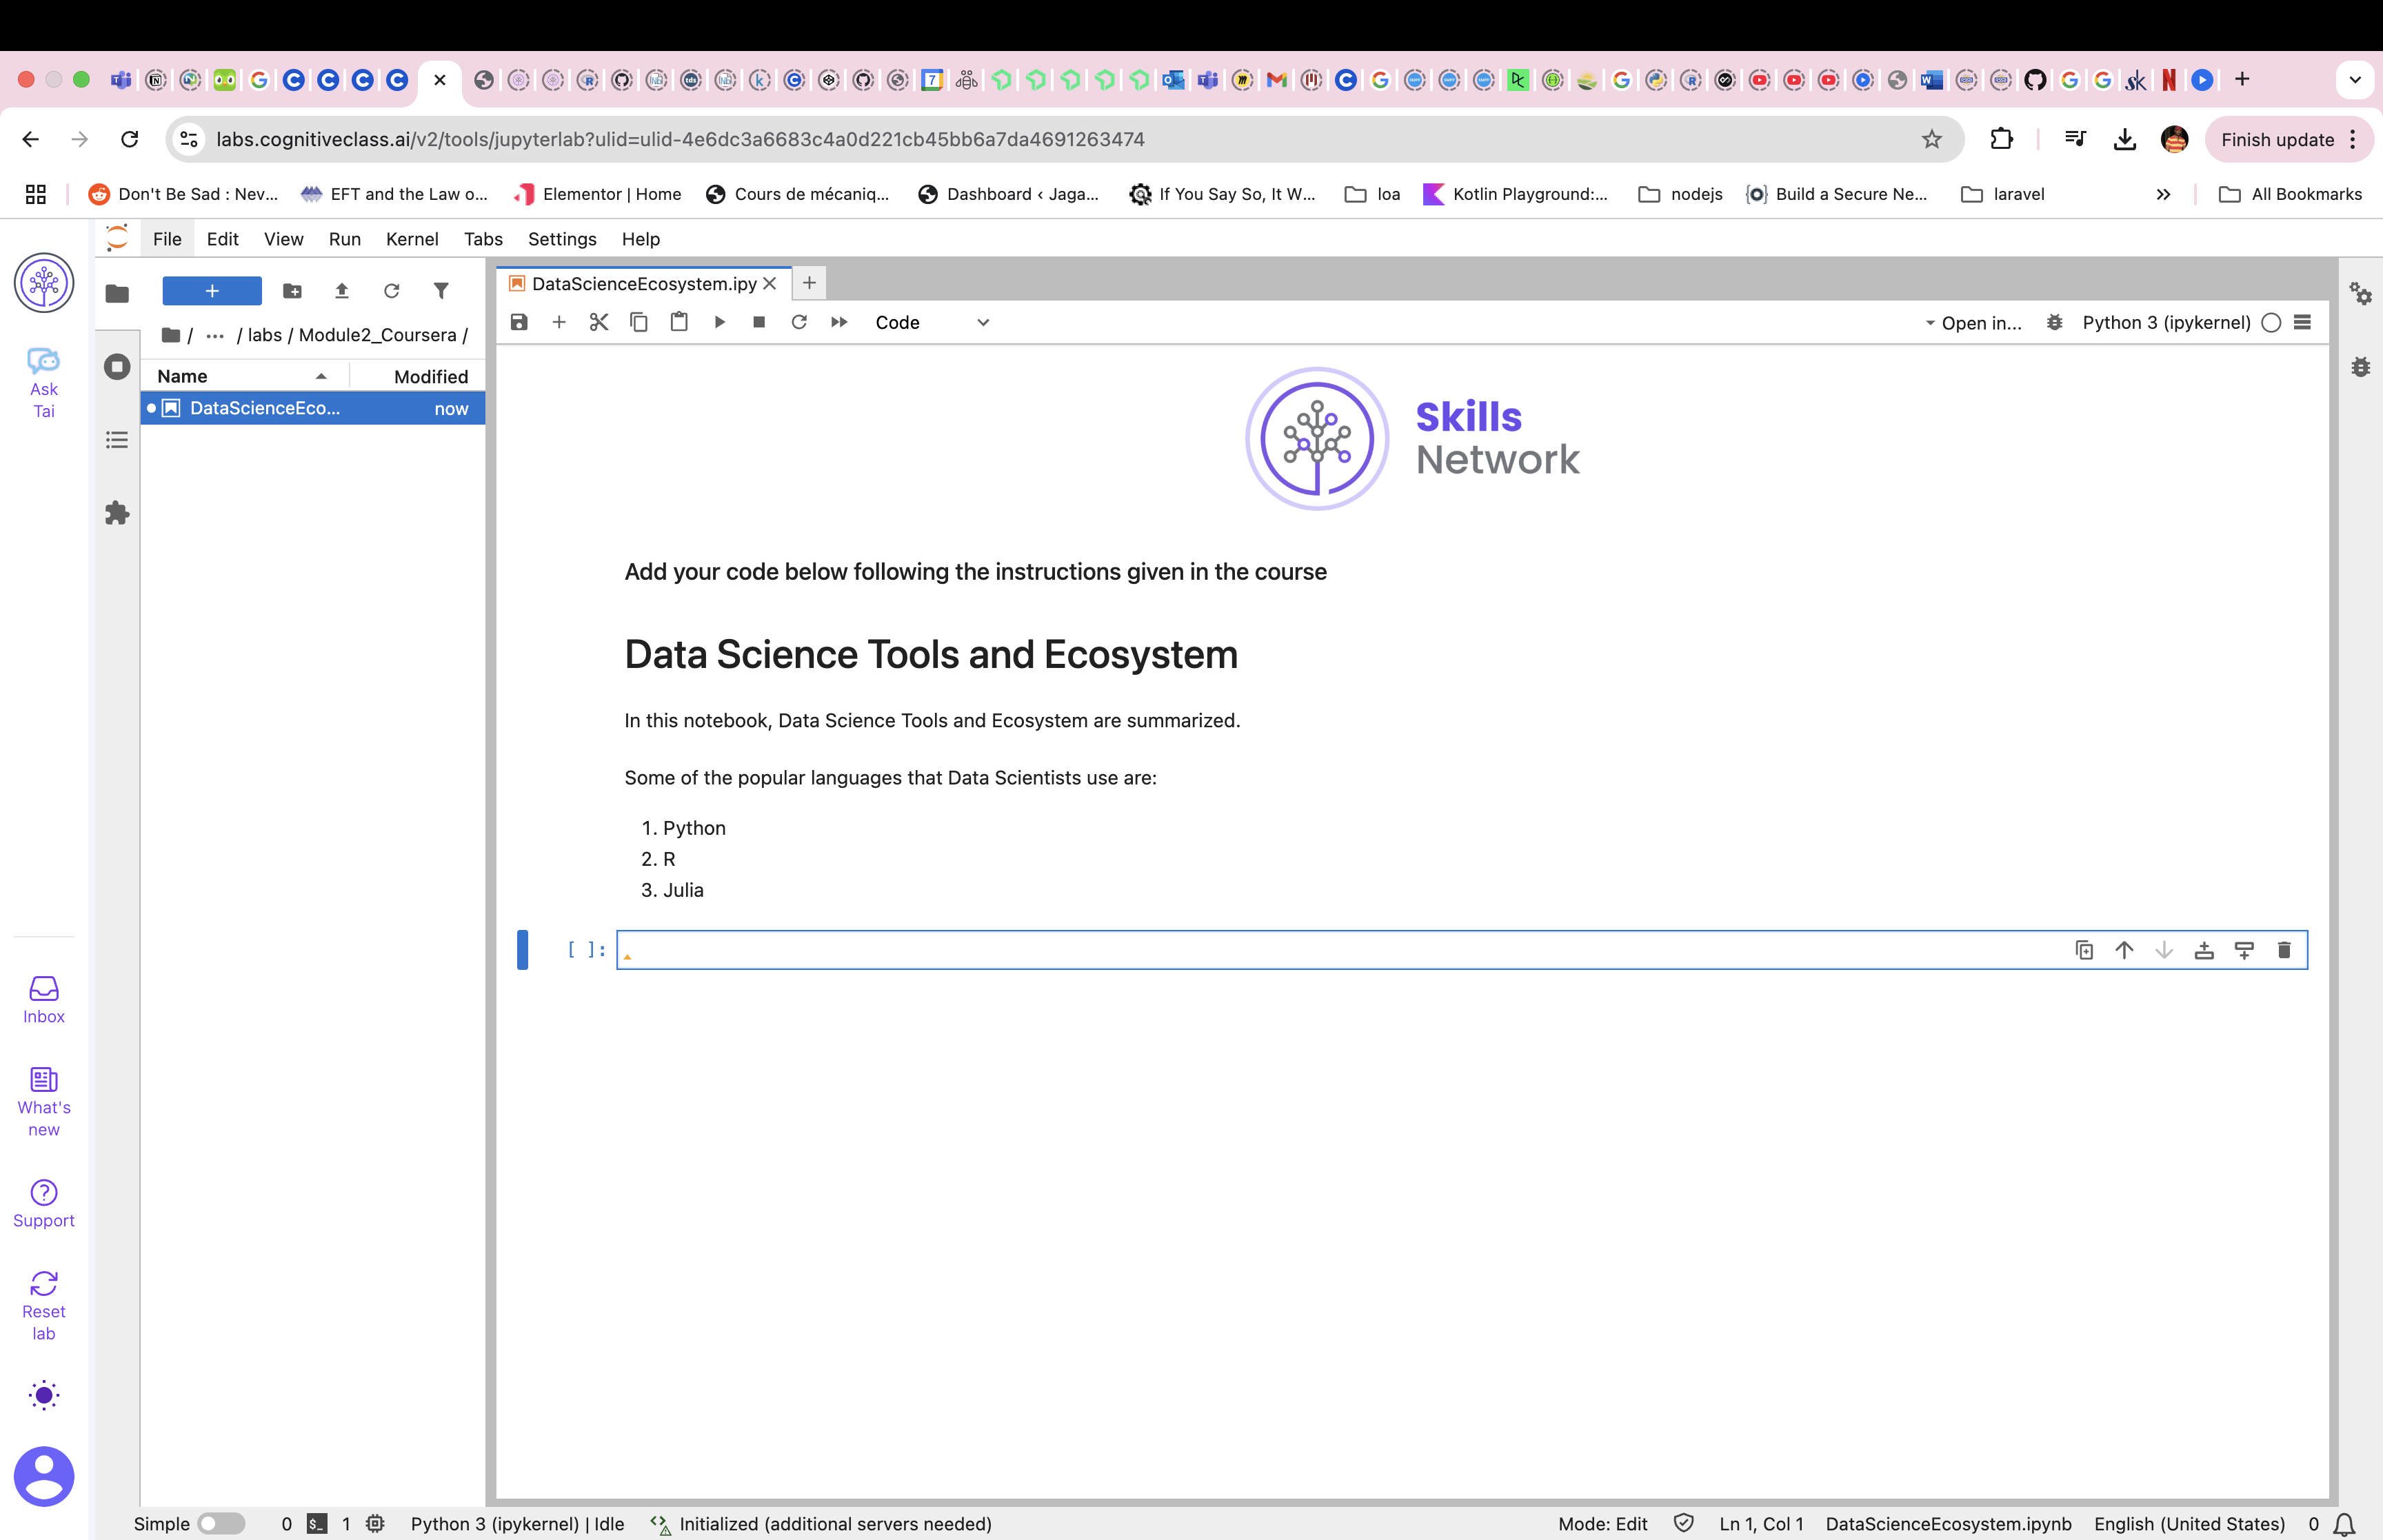 7
tds
k
sk
labs.cognitiveclass.ai/v2/tools/jupyterlab?ulid=ulid-4e6dc3a6683c4a0d221cb45bb6a7da4691263474
Finish update
Don't Be Sad : Nev...
EFT and the Law o...
Elementor | Home
Cours de mécaniq...
Dashboard ‹ Jaga...
If You Say So, It W...
loa
Kotlin Playground:...
nodejs
Build a Secure Ne...
laravel
»
All Bookmarks
File Edit View Run Kernel Tabs Settings Help
Ask
Tai
DataScienceEcosystem.ipy
/ ... / labs / Module2_Coursera /
Code
Open in...
Python 3 (ipykernel)
Name Modified
DataScienceEco... now
Skills
Network
Add your code below following the instructions given in the course
Data Science Tools and Ecosystem
In this notebook, Data Science Tools and Ecosystem are summarized.
Some of the popular languages that Data Scientists use are:
1. Python
2. R
3. Julia
[ ]:
Inbox
What's
new
Support
Reset
lab
Simple
0
$_
1
Python 3 (ipykernel) | Idle
Initialized (additional servers needed)
Mode: Edit
Ln 1, Col 1
DataScienceEcosystem.ipynb
English (United States)
0